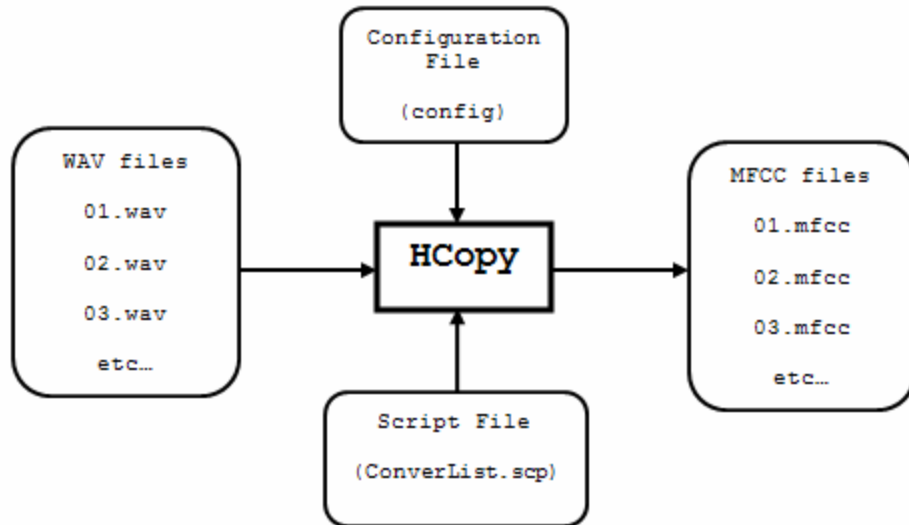 Configuration
File
(config)
WAV files
01.wav
02.wav
03.wav
etc…
HCopy
MFCC files
01.mfcc
02.mfcc
03.mfcc
etc…
Script File
(ConverList.scp)